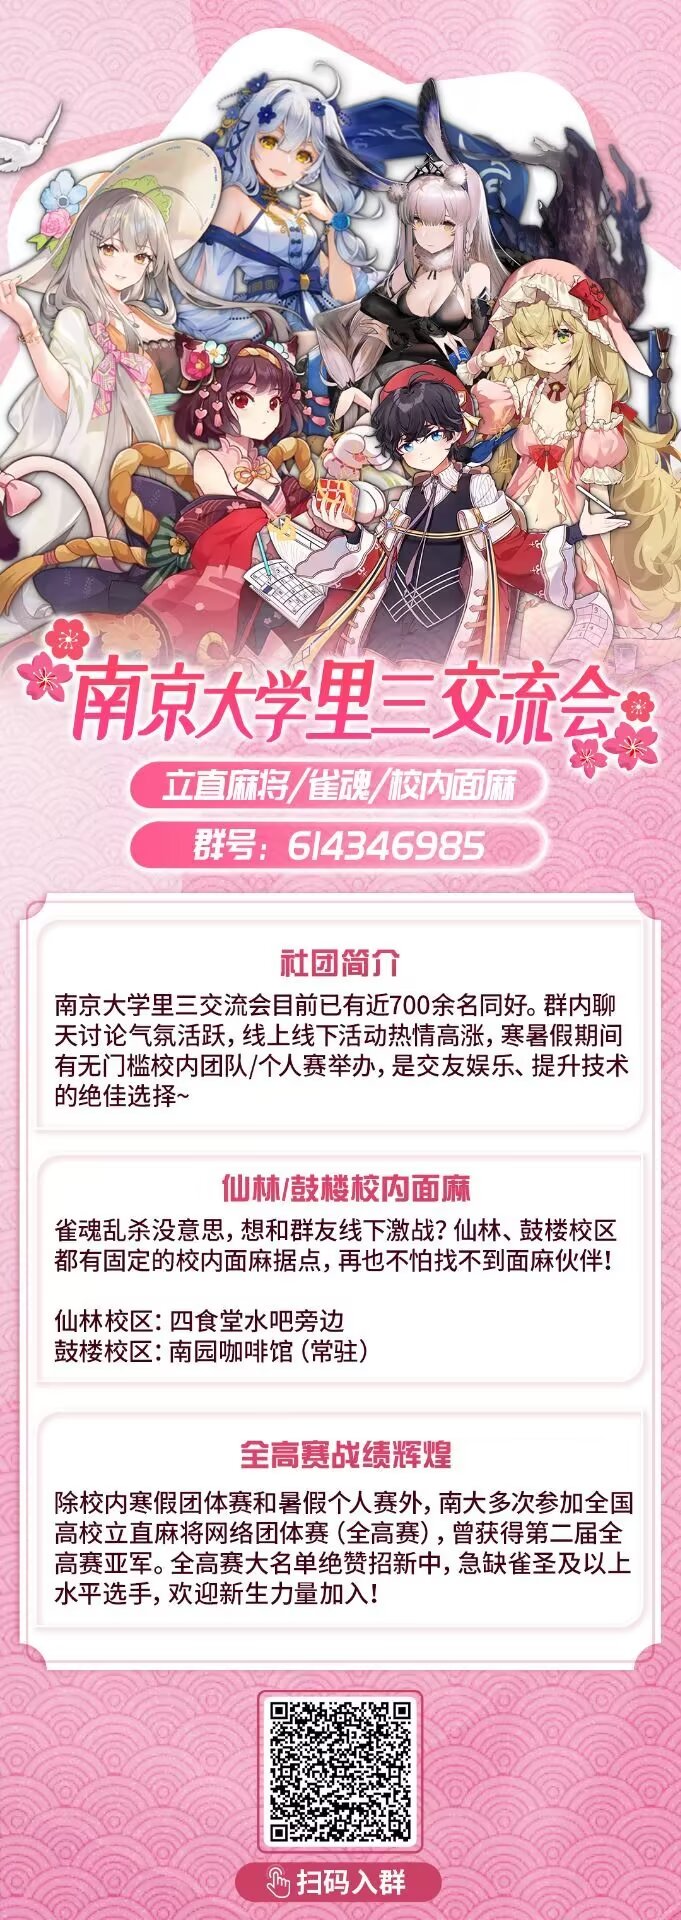 南京大学里三交流会
立直麻将/雀魂/校内面麻
群号：614346985
社团简介
南京大学里三交流会目前已有近700余名同好。群内聊
天讨论气氛活跃，线上线下活动热情高涨，寒暑假期间
有无门槛校内团队/个人赛举办，是交友娱乐、提升技术
的绝佳选择~
仙林/鼓楼校内面麻
雀魂乱杀没意思，想和群友线下激战？仙林、鼓楼校区
都有固定的校内面麻据点，再也不怕找不到面麻伙伴！
仙林校区：四食堂水吧旁边
鼓楼校区：南园咖啡馆（常驻）
全高赛战绩辉煌
除校内寒假团体赛和暑假个人赛外，南大多次参加全国
高校立直麻将网络团体赛（全高赛），曾获得第二届全
高赛亚军。全高赛大名单绝赞招新中，急缺雀圣及以上
水平选手，欢迎新生力量加入！
扫码入群